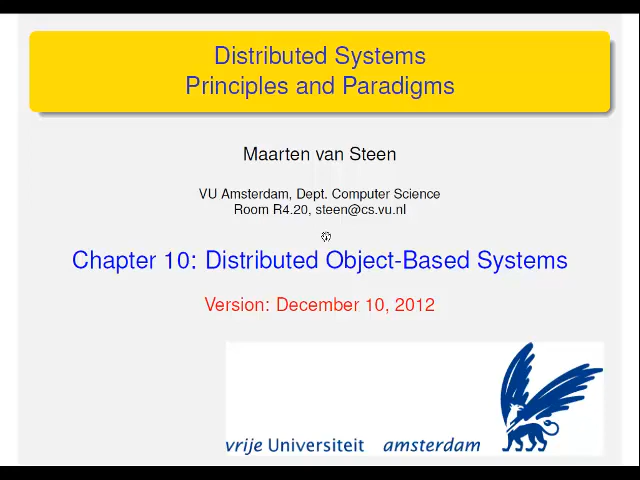 Distributed Systems
Principles and Paradigms
Maarten van Steen
VU Amsterdam, Dept. Computer Science
Room R4.20, steen@cs.vu.nl
Chapter 10: Distributed Object-Based Systems
Version: December 10, 2012
vrije Universiteit amsterdam